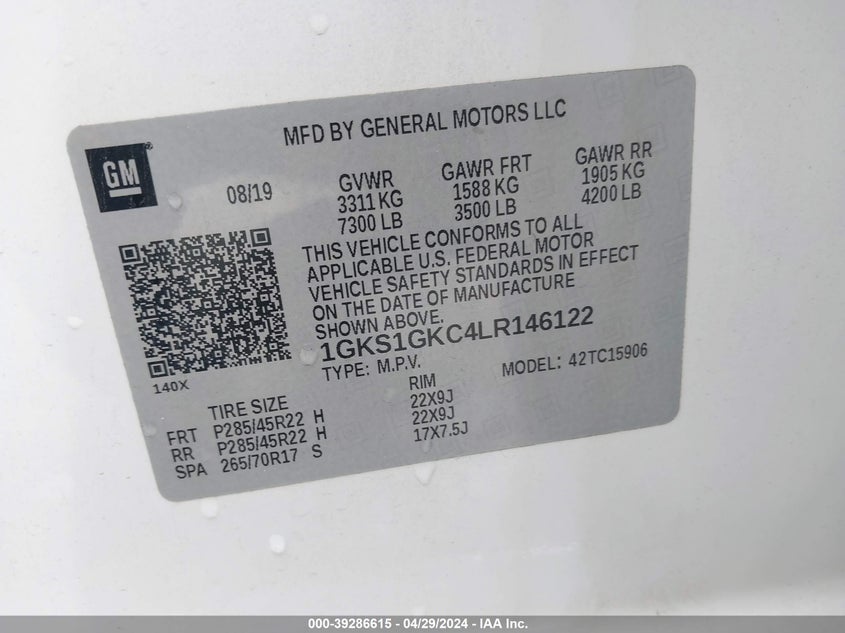 MFD BY GENERAL MOTORS LLC
GM®
08/19
GVWR
3311 KG
7300 LB
GAWR FRT
1588 KG
3500 LB
GAWR RR
1905 KG
4200 LB
THIS VEHICLE CONFORMS TO ALL
APPLICABLE U.S. FEDERAL MOTOR
VEHICLE SAFETY STANDARDS IN EFFECT
ON THE DATE OF MANUFACTURE
SHOWN ABOVE.
1GKS1GKC4LR146122
TYPE: M.P.V. MODEL: 42TC15906
140X
TIRE SIZE RIM
FRT P285/45R22 H 22X9J
RR P285/45R22 H 22X9J
SPA 265/70R17 S 17X7.5J
000-39286615 - 04/29/2024 - IAA Inc.